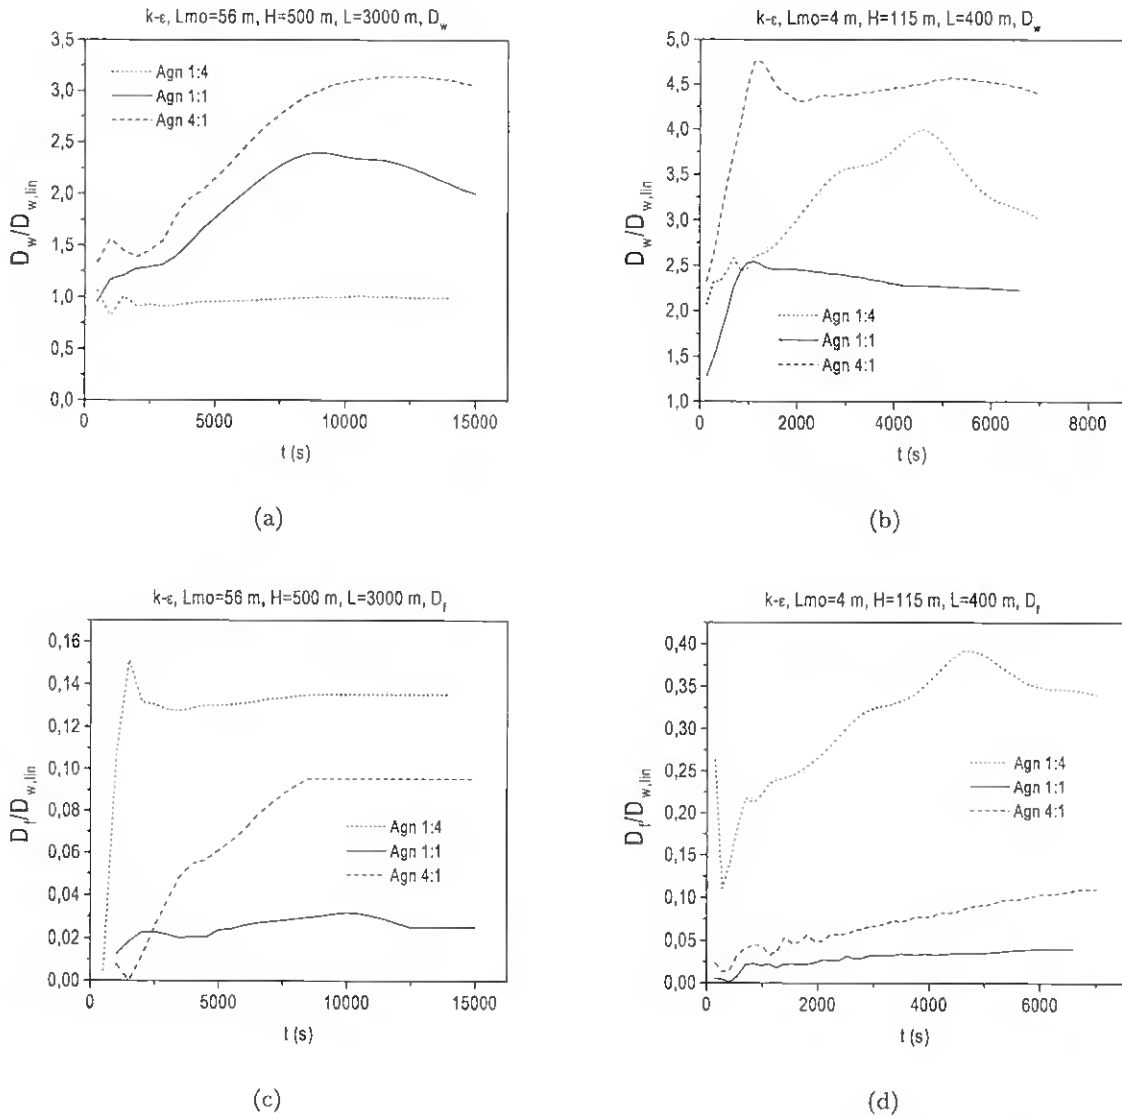 k-ε, Lmo=56 m, H=500 m, L=3000 m, D_w
3,5
3,0
2,5
2,0
1,5
1,0
0,5
0,0
D_w/D_w,lin
Agn 1:4
Agn 1:1
Agn 4:1
0 5000 10000 15000
t (s)
(a)
k-ε, Lmo=4 m, H=115 m, L=400 m, D_w
5,0
4,5
4,0
3,5
3,0
2,5
2,0
1,5
1,0
D_w/D_w,lin
Agn 1:4
Agn 1:1
Agn 4:1
0 2000 4000 6000 8000
t (s)
(b)
k-ε, Lmo=56 m, H=500 m, L=3000 m, D_f
0,16
0,14
0,12
0,10
0,08
0,06
0,04
0,02
0,00
D_f/D_w,lin
Agn 1:4
Agn 1:1
Agn 4:1
0 5000 10000 15000
t (s)
(c)
k-ε, Lmo=4 m, H=115 m, L=400 m, D_f
0,40
0,35
0,30
0,25
0,20
0,15
0,10
0,05
0,00
D_f/D_w,lin
Agn 1:4
Agn 1:1
Agn 4:1
0 2000 4000 6000
t (s)
(d)